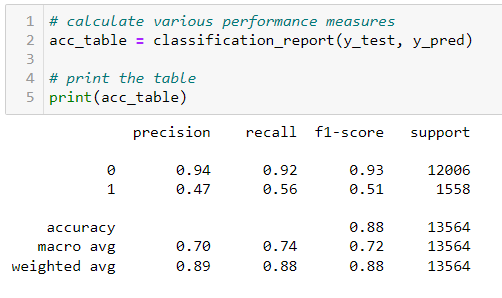 1 # calculate various performance measures
2 acc_table = classification_report(y_test, y_pred)
3
4 # print the table
5 print(acc_table)
precision recall f1-score support
0 0.94 0.92 0.93 12006
1 0.47 0.56 0.51 1558
accuracy 0.88 13564
macro avg 0.70 0.74 0.72 13564
weighted avg 0.89 0.88 0.88 13564